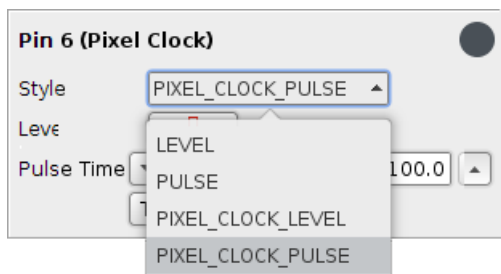 Pin 6 (Pixel Clock)
Style PIXEL_CLOCK_PULSE
LEVEL
Pulse Time 100.0
PULSE
PIXEL_CLOCK_LEVEL
PIXEL_CLOCK_PULSE